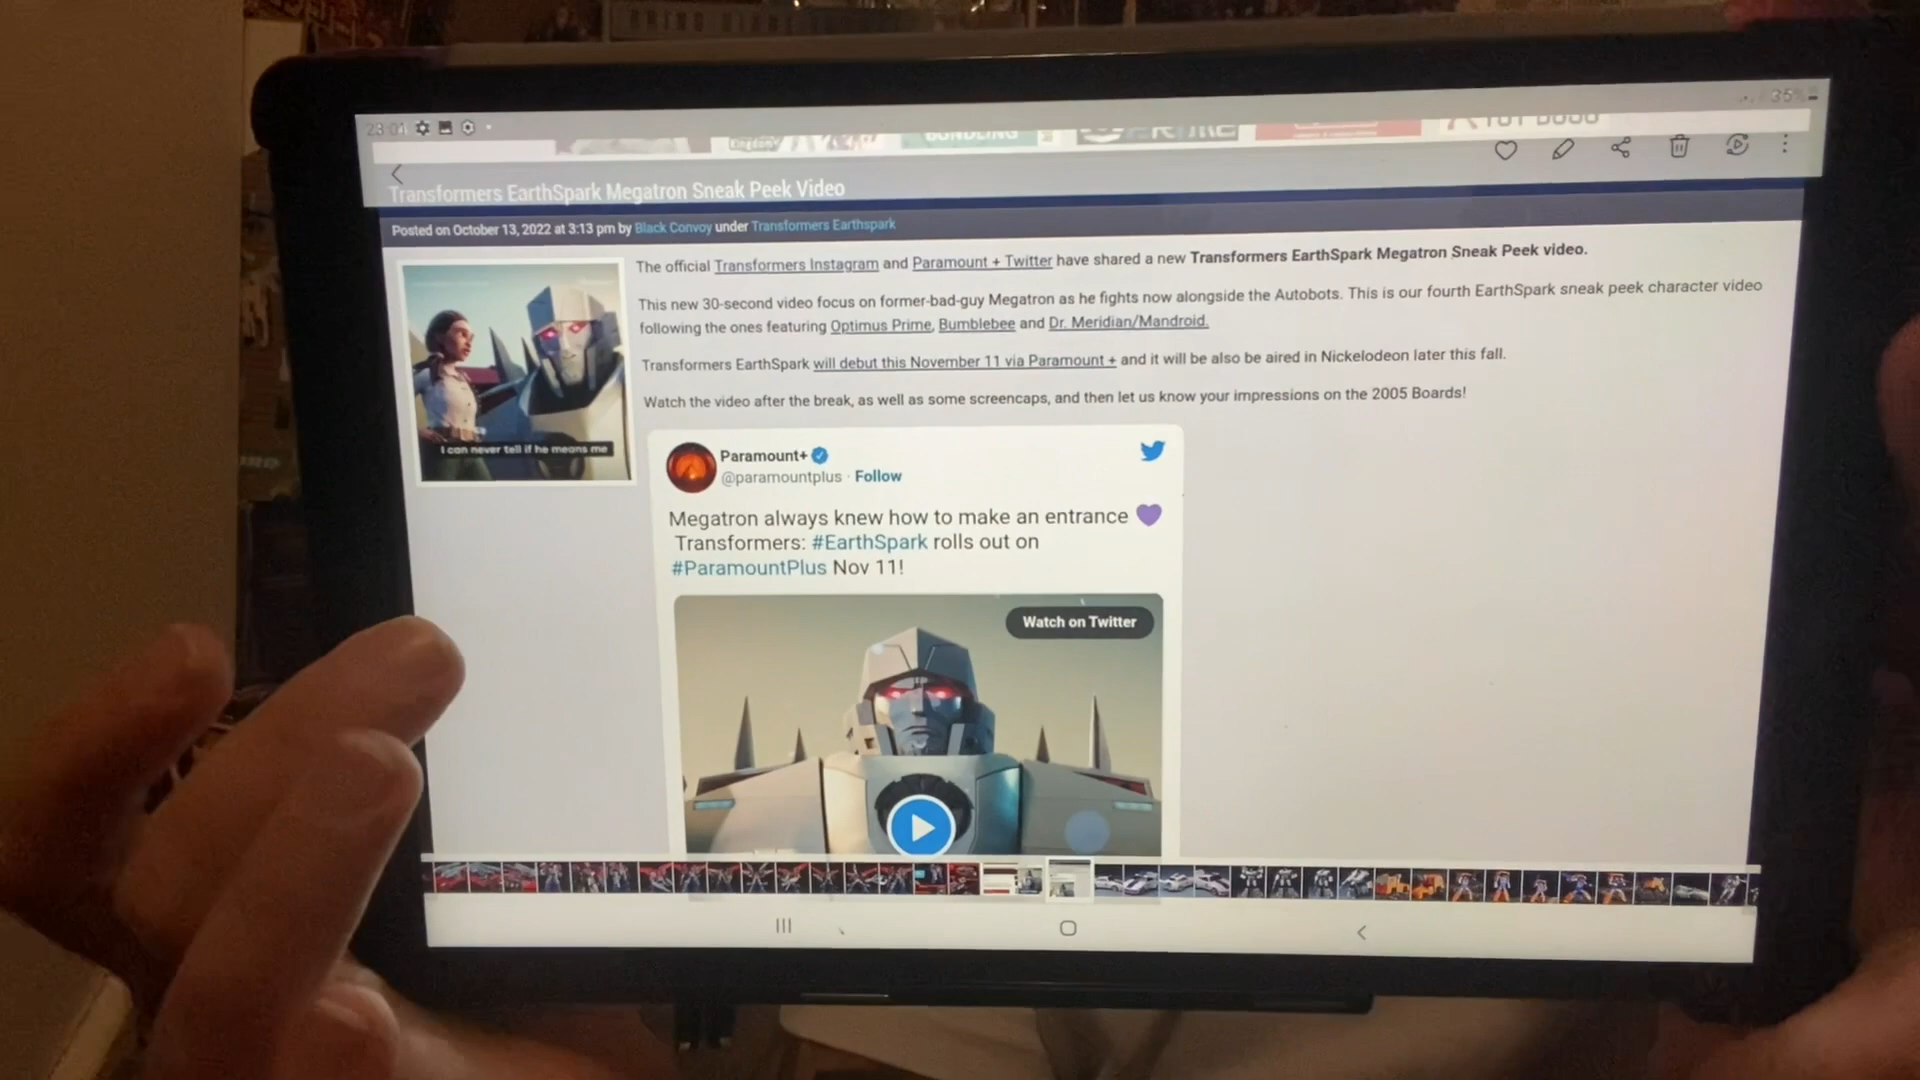 23:01
35%
BUNDLING
Transformers EarthSpark Megatron Sneak Peek Video
Posted on October 13, 2022 at 3:13 pm by Black Convoy under Transformers Earthspark
The official Transformers Instagram and Paramount + Twitter have shared a new Transformers EarthSpark Megatron Sneak Peek video.
This new 30-second video focus on former-bad-guy Megatron as he fights now alongside the Autobots. This is our fourth EarthSpark sneak peek character video
following the ones featuring Optimus Prime, Bumblebee and Dr. Meridian/Mandroid.
Transformers EarthSpark will debut this November 11 via Paramount + and it will be also be aired in Nickelodeon later this fall.
Watch the video after the break, as well as some screencaps, and then let us know your impressions on the 2005 Boards!
I can never tell if he means me
Paramount+
@paramountplus · Follow
Megatron always knew how to make an entrance 💜
Transformers: #EarthSpark rolls out on
#ParamountPlus Nov 11!
Watch on Twitter